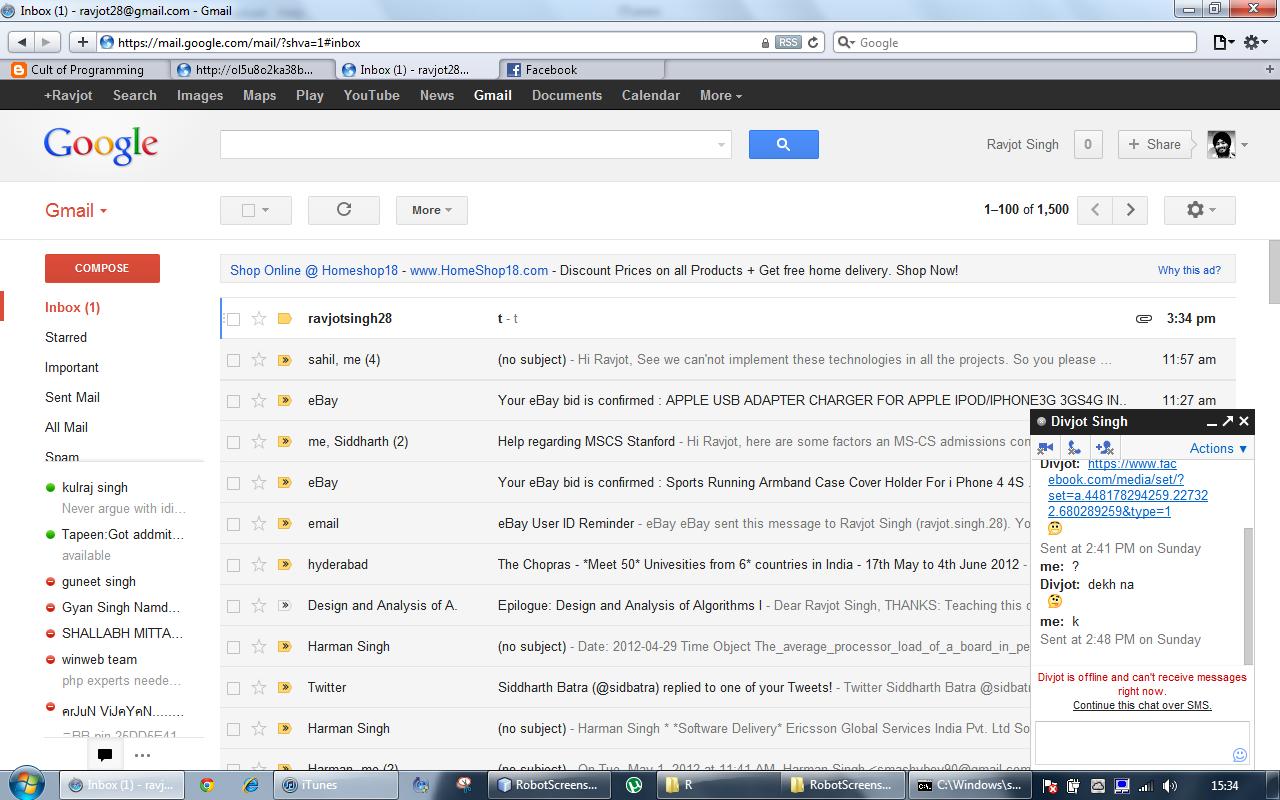 Inbox (1) - ravjot28@gmail.com - Gmail
https://mail.google.com/mail/?shva=1#inbox
RSS
Google
Cult of Programming
http://ol5u8o2ka38b...
Inbox (1) - ravjot28...
Facebook
+Ravjot Search Images Maps Play YouTube News Gmail Documents Calendar More
Google
Ravjot Singh
0
+ Share
Gmail
More
1–100 of 1,500
COMPOSE
Inbox (1)
Starred
Important
Sent Mail
All Mail
Spam
kulraj singh
Never argue with idi...
Tapeen:Got addmit...
available
guneet singh
Gyan Singh Namd...
SHALLABH MITTA...
winweb team
php experts neede...
Shop Online @ Homeshop18 - www.HomeShop18.com - Discount Prices on all Products + Get free home delivery. Shop Now!
Why this ad?
ravjotsingh28 t - t 3:34 pm
sahil, me (4) (no subject) - Hi Ravjot, See we can'not implement these technologies in all the projects. So you please ... 11:57 am
eBay Your eBay bid is confirmed : APPLE USB ADAPTER CHARGER FOR APPLE IPOD/IPHONE3G 3GS4G IN.. 11:27 am
me, Siddharth (2) Help regarding MSCS Stanford - Hi Ravjot, here are some factors an MS-CS admissions con
eBay Your eBay bid is confirmed : Sports Running Armband Case Cover Holder For i Phone 4 4S
email eBay User ID Reminder - eBay eBay sent this message to Ravjot Singh (ravjot.singh.28). Yo
hyderabad The Chopras - *Meet 50* Univesities from 6* countries in India - 17th May to 4th June 2012 -
Design and Analysis of A. Epilogue: Design and Analysis of Algorithms I - Dear Ravjot Singh, THANKS: Teaching this c
Harman Singh (no subject) - Date: 2012-04-29 Time Object The_average_processor_load_of_a_board_in_pe
Twitter Siddharth Batra (@sidbatra) replied to one of your Tweets! - Twitter Siddharth Batra @sidbatra
Harman Singh (no subject) - Harman Singh * *Software Delivery* Ericsson Global Services India Pvt. Ltd So
Harman, me (2) (no subject) - On Tue, May 1, 2012 at 11:41 AM, Harman Singh <smashyboy90@gmail.com
Divjot Singh
Actions
Divjot: https://www.fac
ebook.com/media/set/?
set=a.448178294259.22732
2.680289259&type=1
Sent at 2:41 PM on Sunday
me: ?
Divjot: dekh na
me: k
Sent at 2:48 PM on Sunday
Divjot is offline and can't receive messages
right now.
Continue this chat over SMS.
Inbox (1) - ravj...
iTunes
RobotScreens...
R
RobotScreens...
C:\Windows\s...
15:34